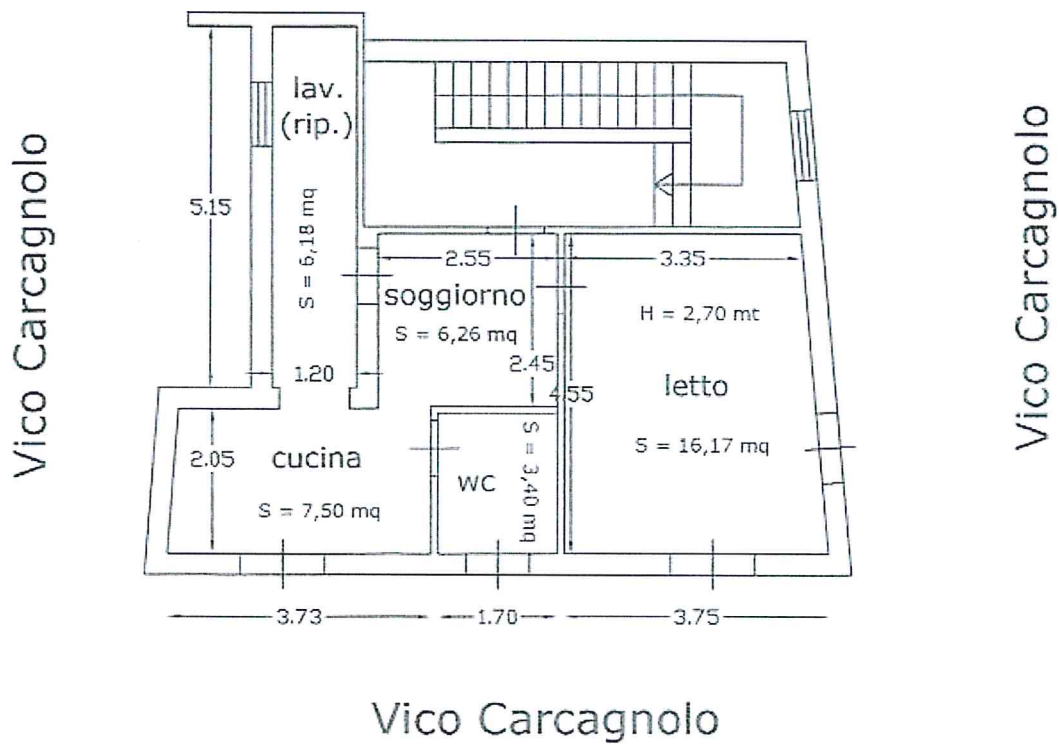 lav.
(rip.)
S = 6,18 mq
5.15
Vico Carcagnolo
Vico Carcagnolo
2.55
3.35
soggiorno
S = 6,26 mq
H = 2,70 mt
1.20
2.45
4.55
letto
2.05
cucina
S = 7,50 mq
wc
S = 3,40 mq
S = 16,17 mq
3.73
1.70
3.75
Vico Carcagnolo